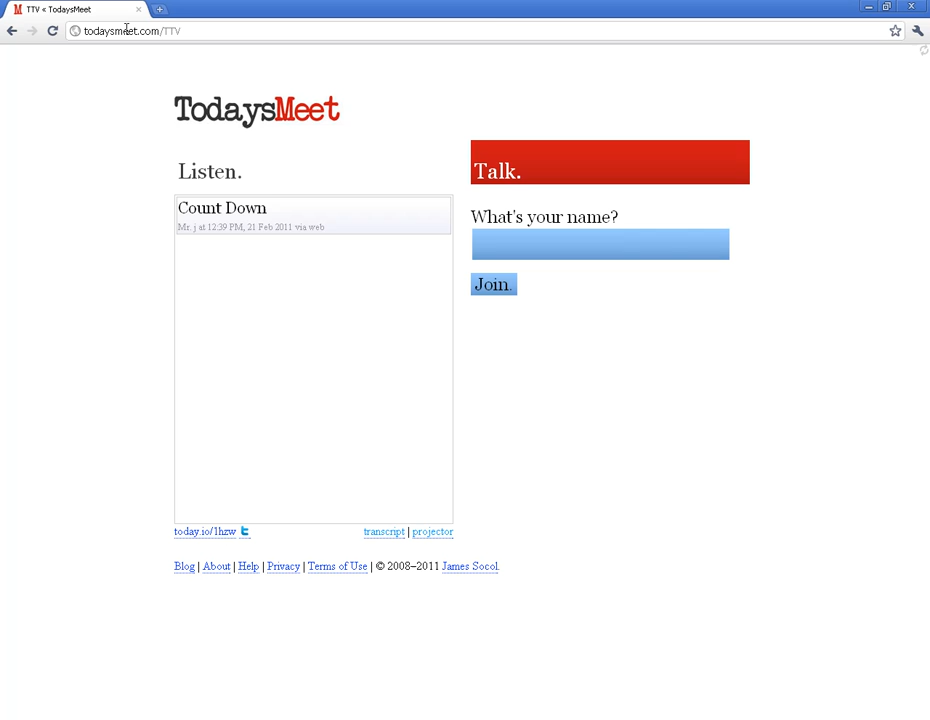 TTV « TodaysMeet
todaysmeet.com/TTV
TodaysMeet
Listen.
Talk.
Count Down
Mr. j at 12:39 PM, 21 Feb 2011 via web
What's your name?
Join.
today.io/1hzw
transcript | projector
Blog | About | Help | Privacy | Terms of Use | © 2008–2011 James Socol.